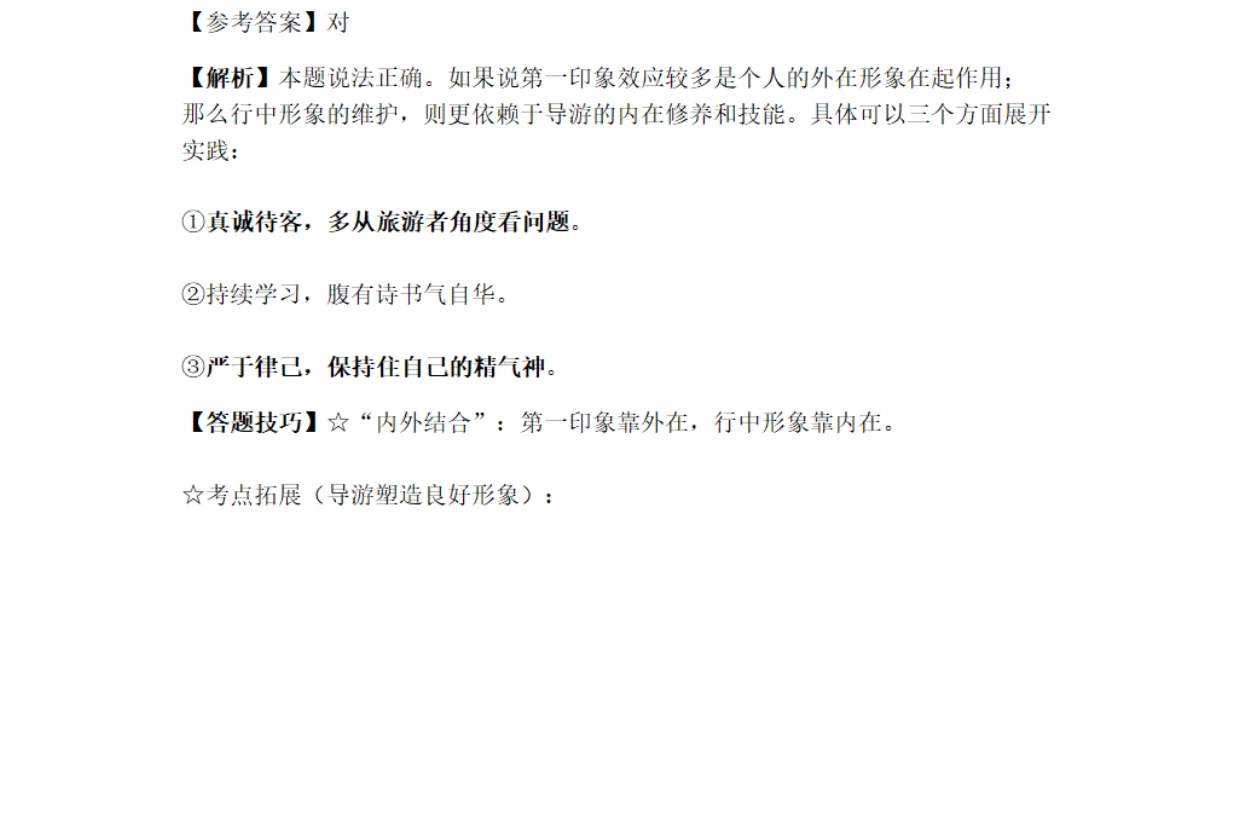 【参考答案】对
【解析】本题说法正确。如果说第一印象效应较多是个人的外在形象在起作用；
那么行中形象的维护，则更依赖于导游的内在修养和技能。具体可以三个方面展开
实践：
①真诚待客，多从旅游者角度看问题。
②持续学习，腹有诗书气自华。
③严于律己，保持住自己的精气神。
【答题技巧】☆“内外结合”：第一印象靠外在，行中形象靠内在。
☆考点拓展（导游塑造良好形象）：